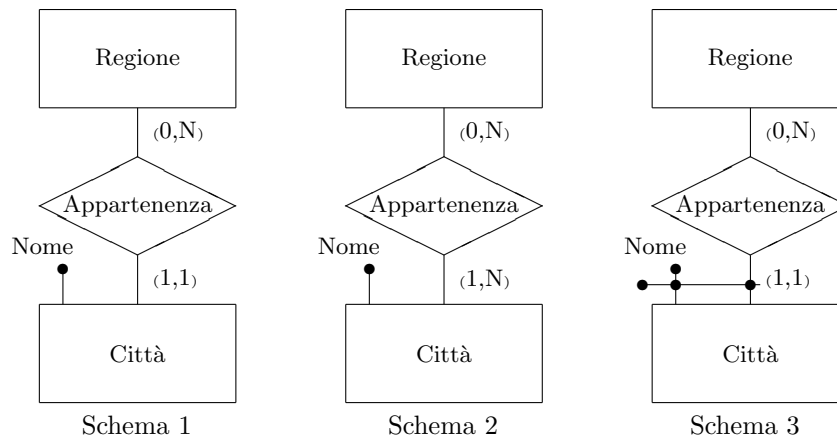 Regione
(0,N)
Appartenenza
Nome
(1,1)
Città
Schema 1
Regione
(0,N)
Appartenenza
Nome
(1,N)
Città
Schema 2
Regione
(0,N)
Appartenenza
Nome
(1,1)
Città
Schema 3